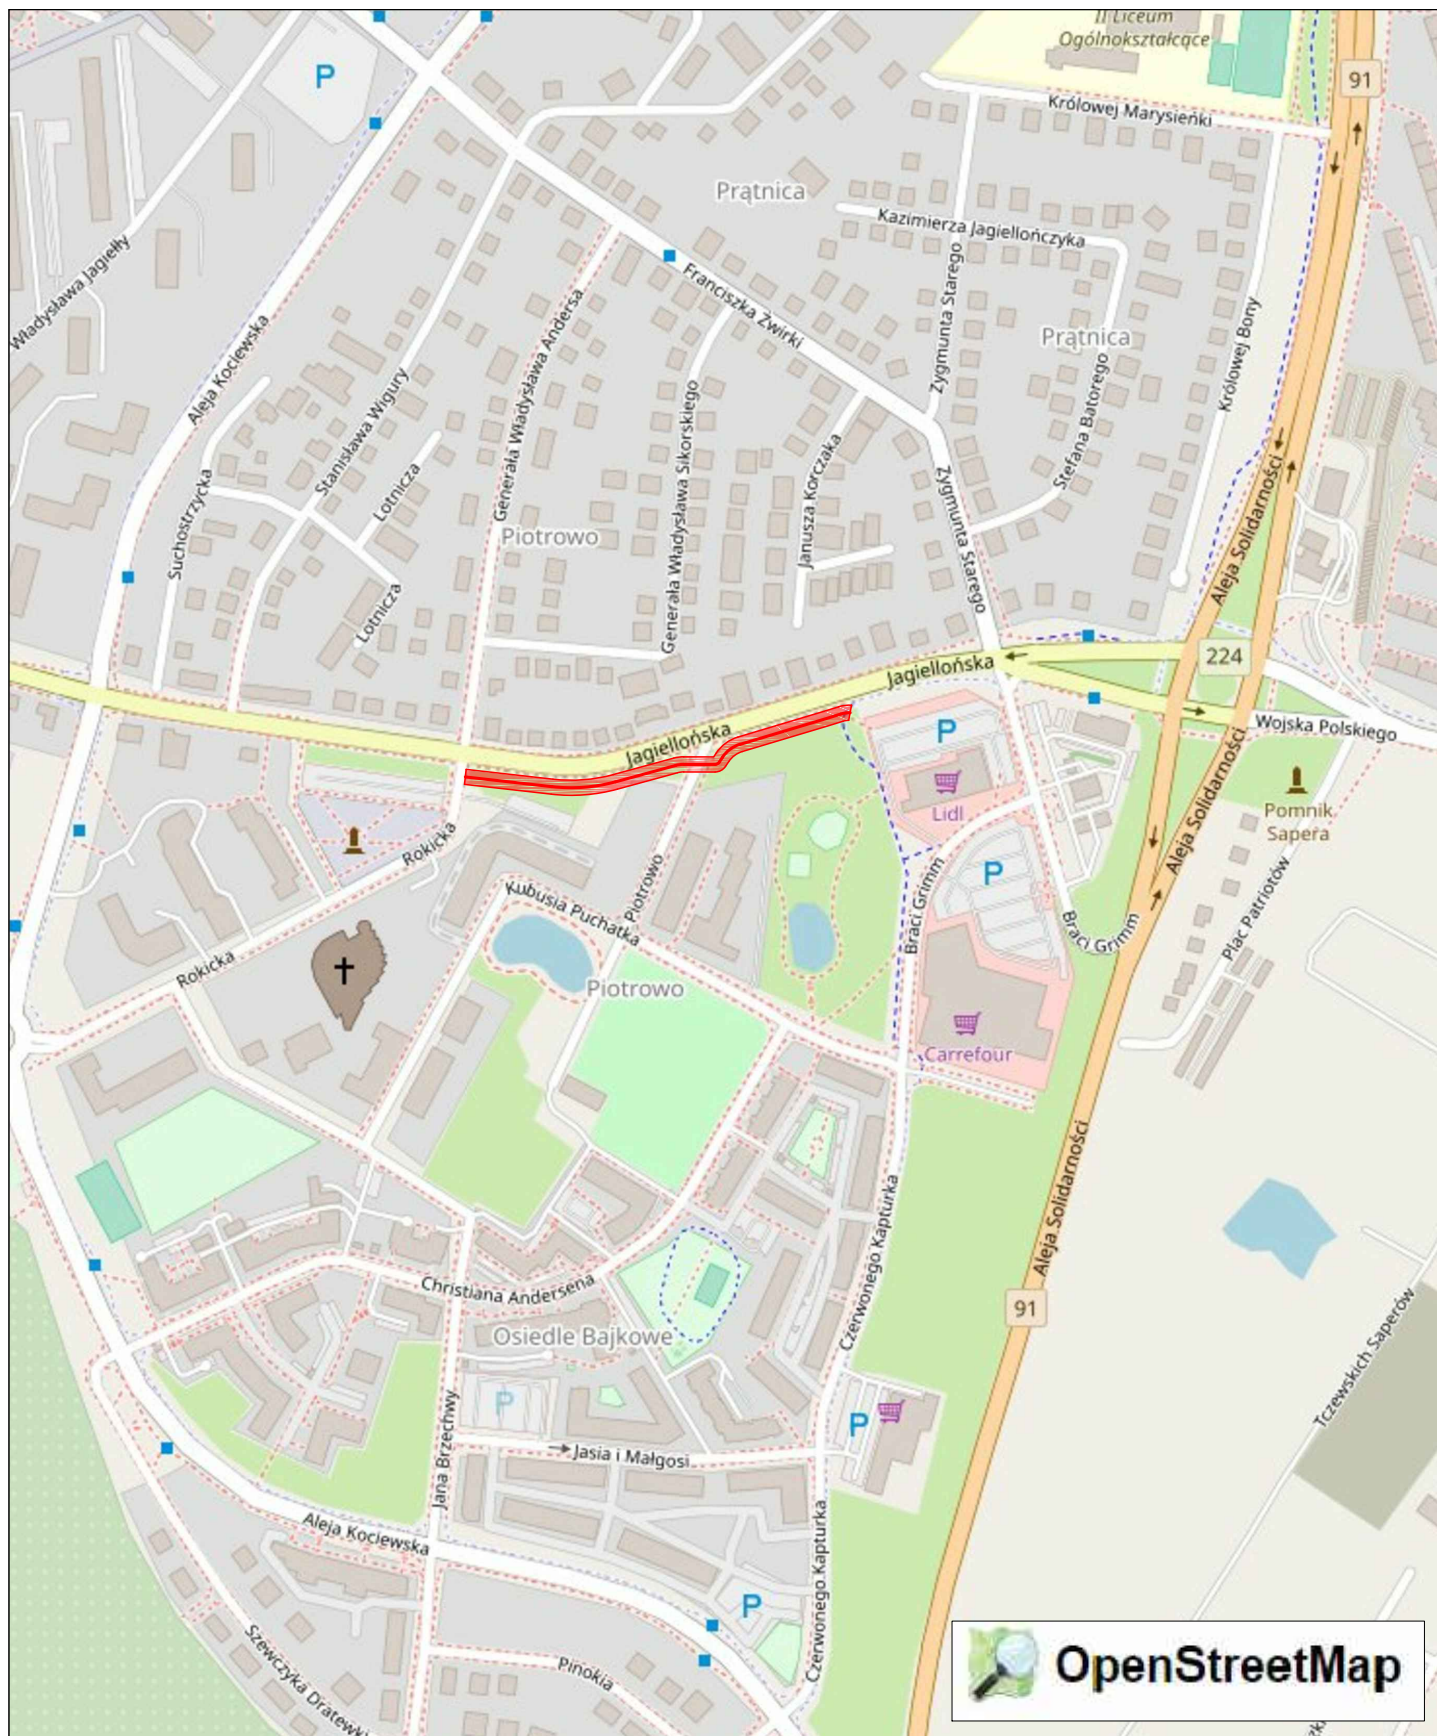 II Liceum
Ogólnokształcące
P
91
Królowej Marysieńki
Prątnica
Kazimierza Jagiellończyka
Władysława Jagiełły
Aleja Kociewska
Franciszka Żwirki
Zygmunta Starego
Prątnica
Królowej Bony
Generała Władysława Andersa
Stanisława Wigury
Generała Władysława Sikorskiego
Stefana Batorego
Suchostrzycka
Lotnicza
Janusza Korczaka
Zygmunta Starego
Aleja Solidarności
Piotrowo
Lotnicza
224
Jagiellońska
Wojska Polskiego
Jagiellońska
P
Lidl
Aleja Solidarności
Pomnik
Sapera
Rokicka
P
Piotrowo
Kubusia Puchatka
Braci Grimm
Braci Grimm
Plac Patriotów
Rokicka
Piotrowo
Carrefour
Aleja Solidarności
Czerwonego Kapturka
Christiana Andersena
91
Osiedle Bajkowe
Tczewskich Saperów
P
P
Jana Brzechwy
Jasia i Małgosi
Aleja Kociewska
Czerwonego Kapturka
P
Szewczyka Dratewki
Pinokia
OpenStreetMap